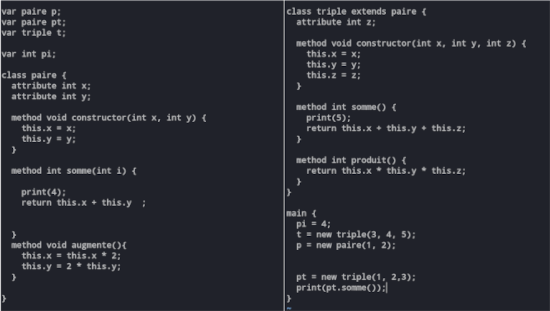 var paire p;
var paire pt;
var triple t;
var int pi;
class paire {
attribute int x;
attribute int y;
method void constructor(int x, int y) {
this.x = x;
this.y = y;
}
method int somme(int i) {
print(4);
return this.x + this.y  ;
}
method void augmente(){
this.x = this.x * 2;
this.y = 2 * this.y;
}
}
class triple extends paire {
attribute int z;
method void constructor(int x, int y, int z) {
this.x = x;
this.y = y;
this.z = z;
}
method int somme() {
print(5);
return this.x + this.y + this.z;
}
method int produit() {
return this.x * this.y * this.z;
}
}
main {
pi = 4;
t = new triple(3, 4, 5);
p = new paire(1, 2);
pt = new triple(1, 2,3);
print(pt.somme());
}
~